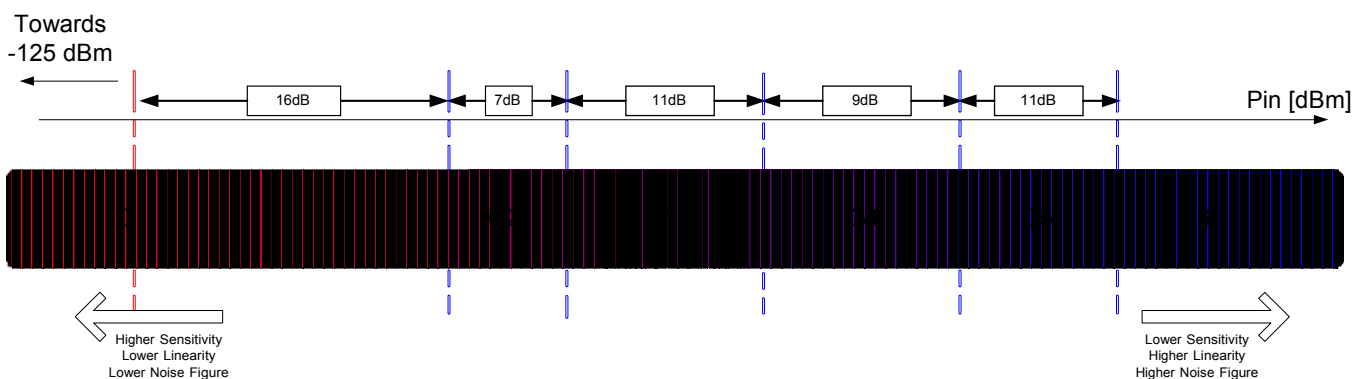 Towards
-125 dBm
16dB
7dB
11dB
9dB
11dB
Pin [dBm]
Higher Sensitivity
Lower Linearity
Lower Noise Figure
Lower Sensitivity
Higher Linearity
Higher Noise Figure